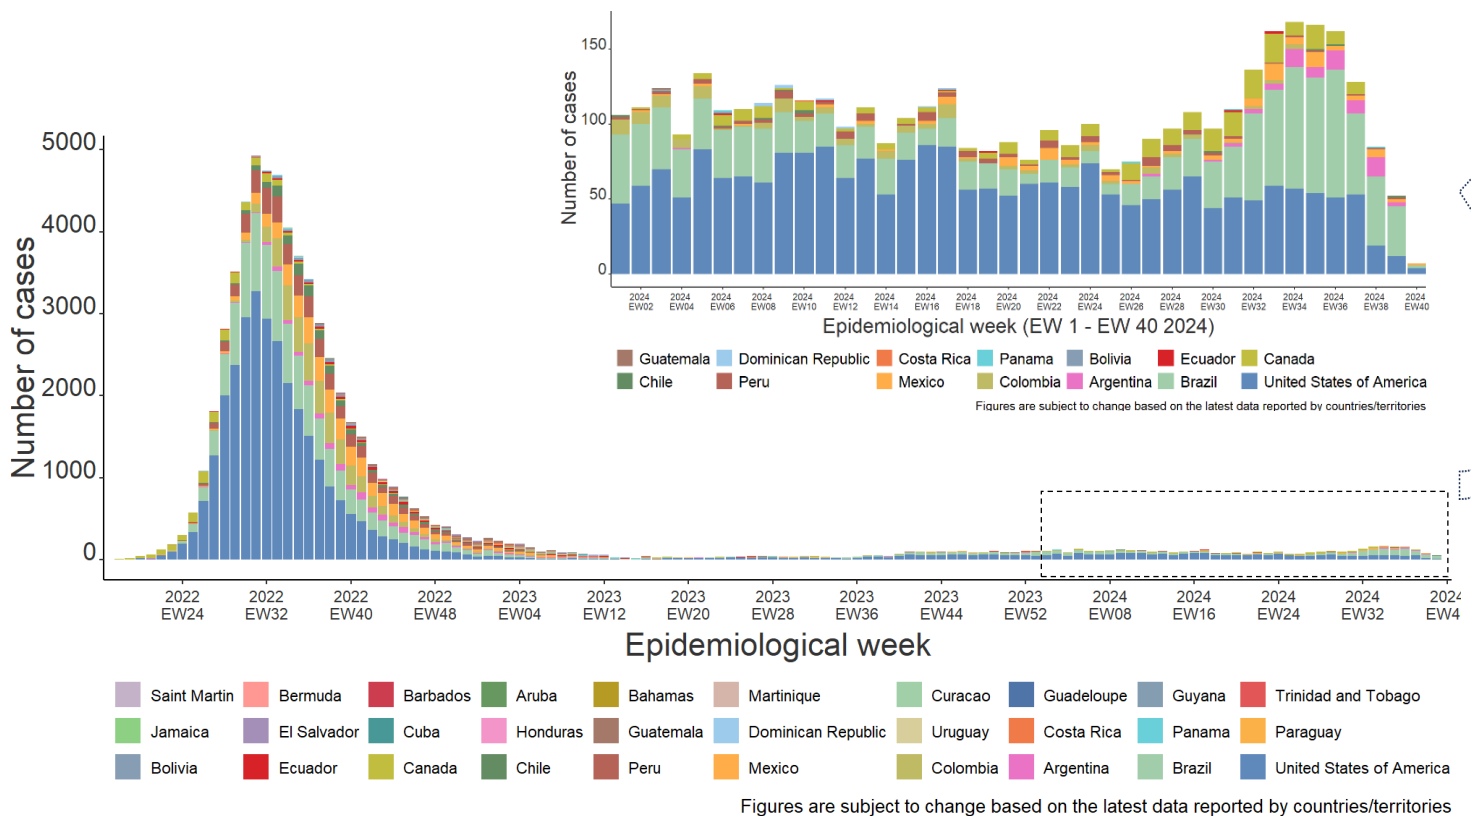 150
100
50
0
Number of cases
2024 2024 2024 2024 2024 2024 2024 2024 2024 2024 2024 2024 2024 2024 2024 2024 2024 2024 2024 2024
EW02 EW04 EW06 EW08 EW10 EW12 EW14 EW16 EW18 EW20 EW22 EW24 EW26 EW28 EW30 EW32 EW34 EW36 EW38 EW40
Epidemiological week (EW 1 - EW 40 2024)
Guatemala Dominican Republic Costa Rica Panama Bolivia Ecuador Canada
Chile Peru Mexico Colombia Argentina Brazil United States of America
Figures are subject to change based on the latest data reported by countries/territories
5000
4000
3000
2000
1000
0
Number of cases
2022 2022 2022 2022 2023 2023 2023 2023 2023 2023 2023 2024 2024 2024 2024 2024
EW24 EW32 EW40 EW48 EW04 EW12 EW20 EW28 EW36 EW44 EW52 EW08 EW16 EW24 EW32 EW4
Epidemiological week
Saint Martin Bermuda Barbados Aruba Bahamas Martinique Curacao Guadeloupe Guyana Trinidad and Tobago
Jamaica El Salvador Cuba Honduras Guatemala Dominican Republic Uruguay Costa Rica Panama Paraguay
Bolivia Ecuador Canada Chile Peru Mexico Colombia Argentina Brazil United States of America
Figures are subject to change based on the latest data reported by countries/territories